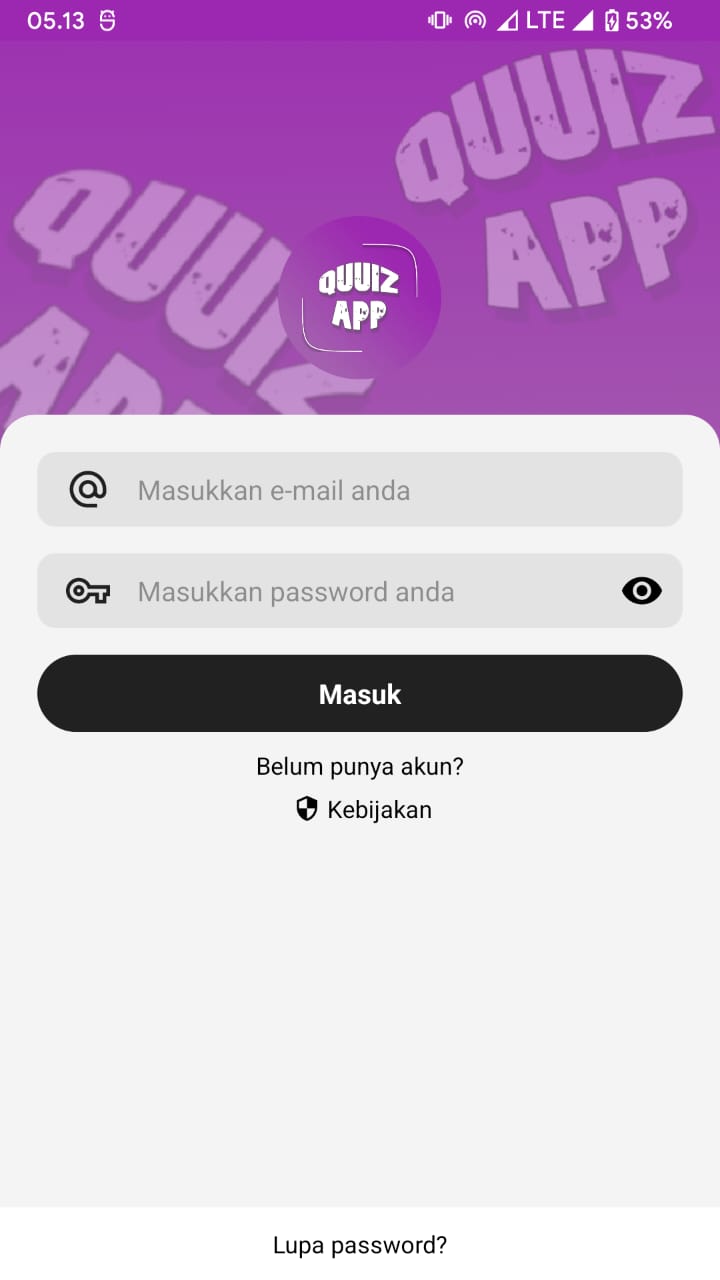 05.13
LTE
53%
QUUIZ
APP
QUUIZ
AP
QUUIZ
APP
Masukkan e-mail anda
Masukkan password anda
Masuk
Belum punya akun?
Kebijakan
Lupa password?